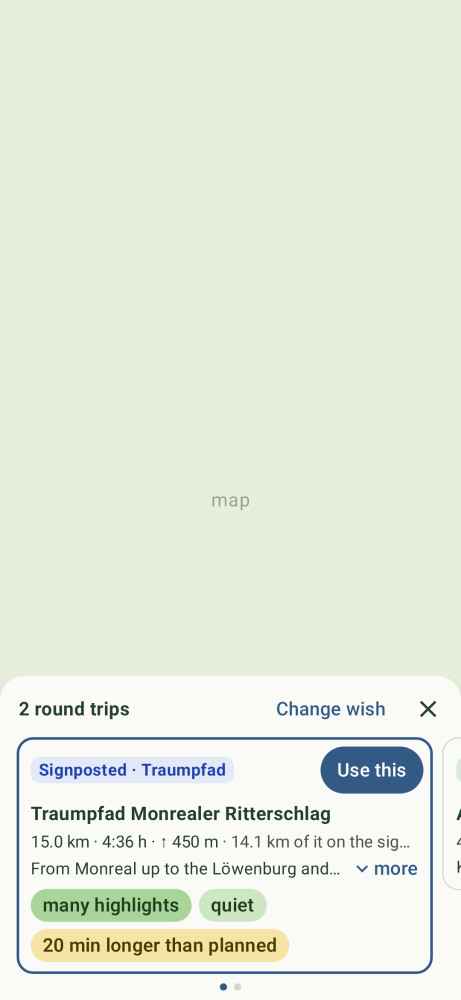 map
2 round trips
Change wish
Signposted · Traumpfad
Use this
Traumpfad Monrealer Ritterschlag
15.0 km · 4:36 h · ↑ 450 m · 14.1 km of it on the sig…
From Monreal up to the Löwenburg and… more
many highlights
quiet
20 min longer than planned